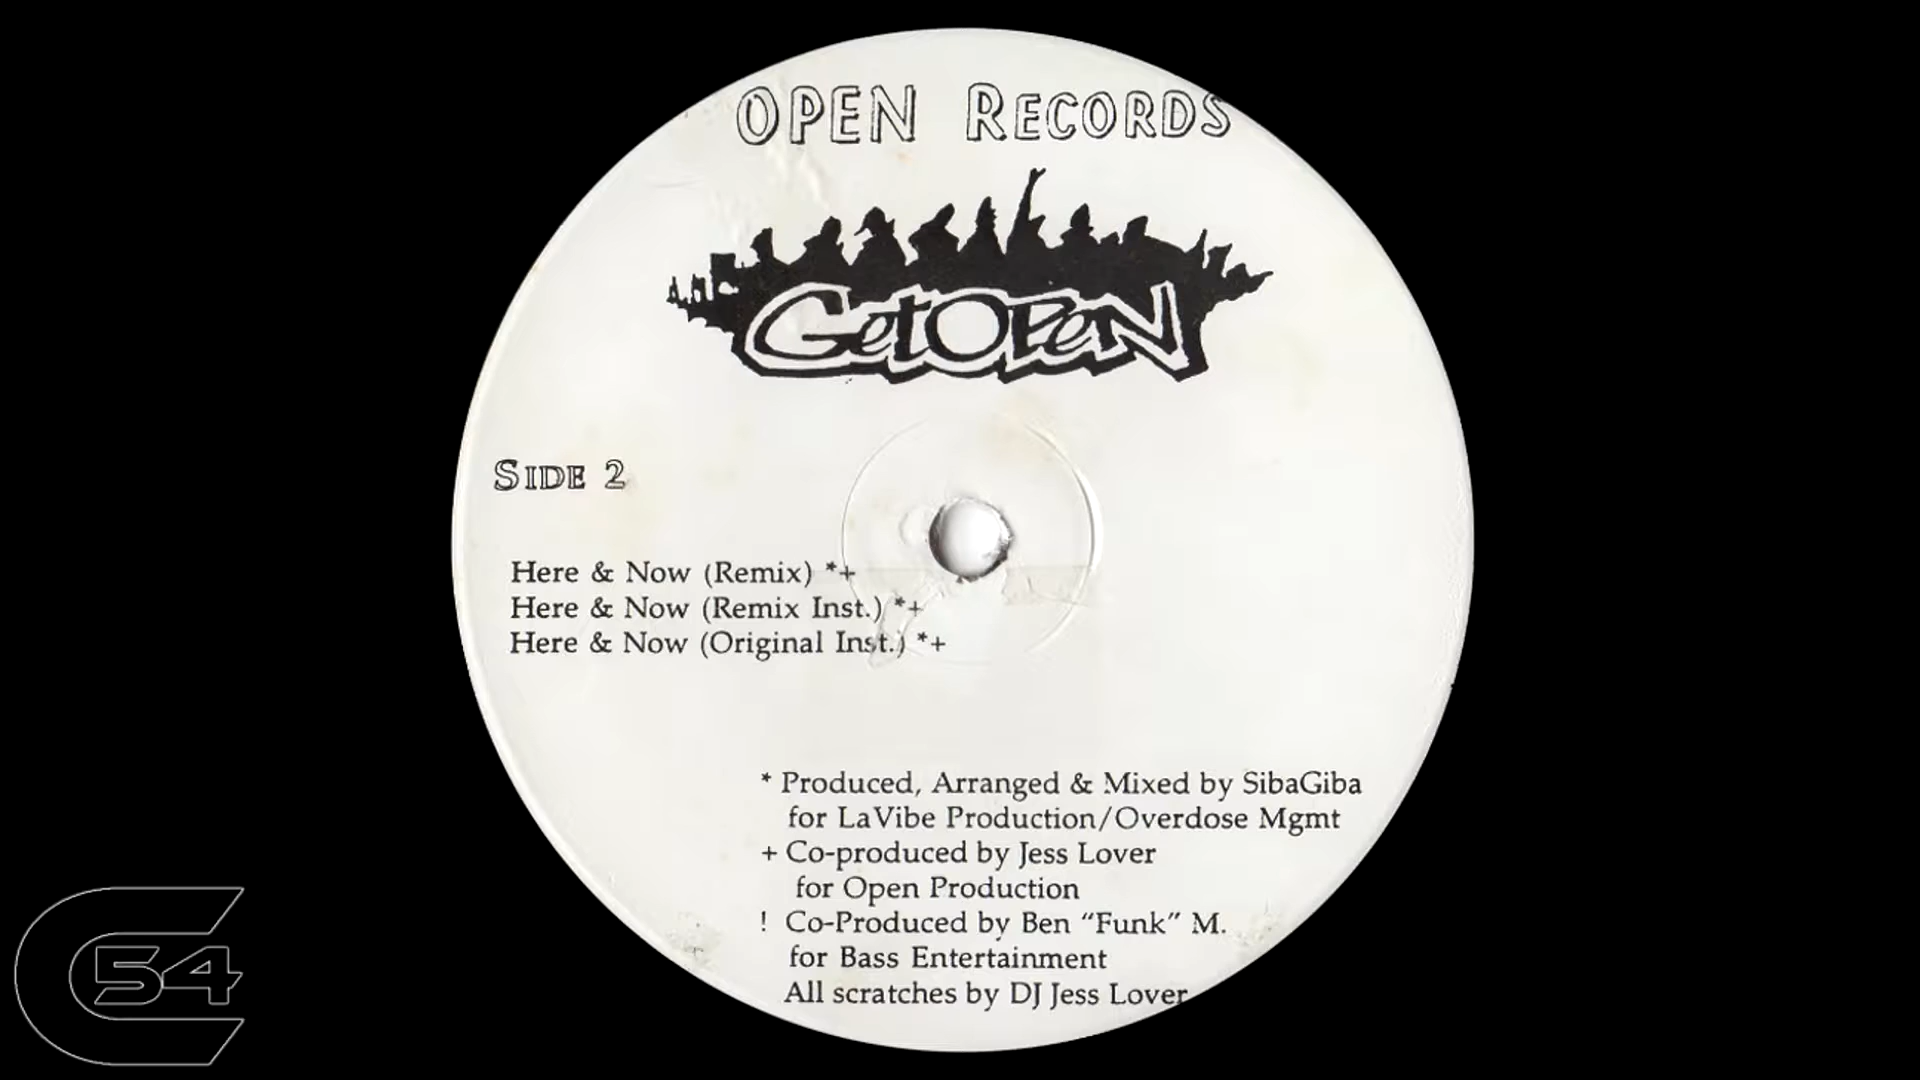 OPEN RECORDS
GetOpen
SIDE 2
Here & Now (Remix) *+
Here & Now (Remix Inst.) *+
Here & Now (Original Inst.) *+
* Produced, Arranged & Mixed by SibaGiba
for LaVibe Production/Overdose Mgmt
+ Co-produced by Jess Lover
for Open Production
! Co-Produced by Ben “Funk” M.
for Bass Entertainment
All scratches by DJ Jess Lover
C54